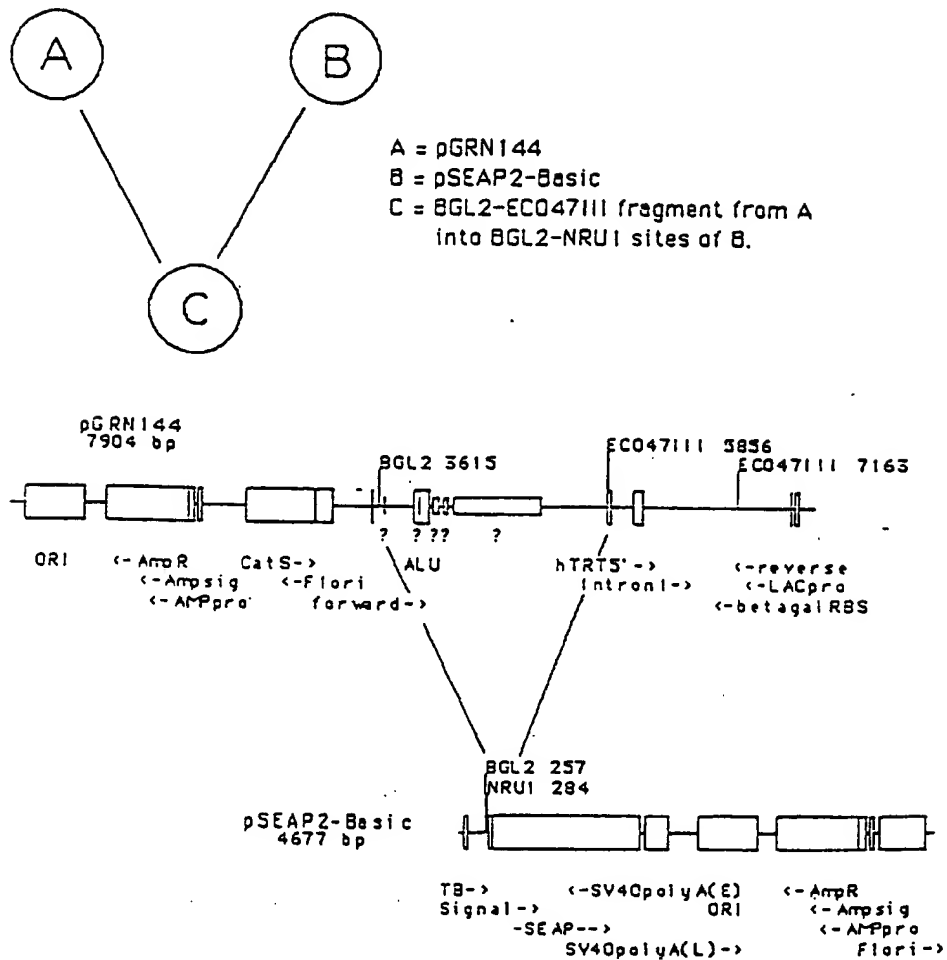 A
B
C
A = pGRN144
B = pSEAP2-Basic
C = BGL2-ECO47III fragment from A
into BGL2-NRU1 sites of B.
pGRN144
7904 bp
BGL2 3615
ECO47III 5856
ECO47III 7163
? ? ?? ?
ORI
<-AmpR
<-Ampsig
<-AMPpro
CatS->
<-Flori
forward->
ALU
hTRT5'->
Intron1->
<-reverse
<-LACpro
<-betagalRBS
BGL2 257
NRU1 284
pSEAP2-Basic
4677 bp
TB->
Signal->
-SEAP-->
<-SV40polyA(E)
ORI
SV40polyA(L)->
<-AmpR
<-Ampsig
<-AMPpro
Flori->